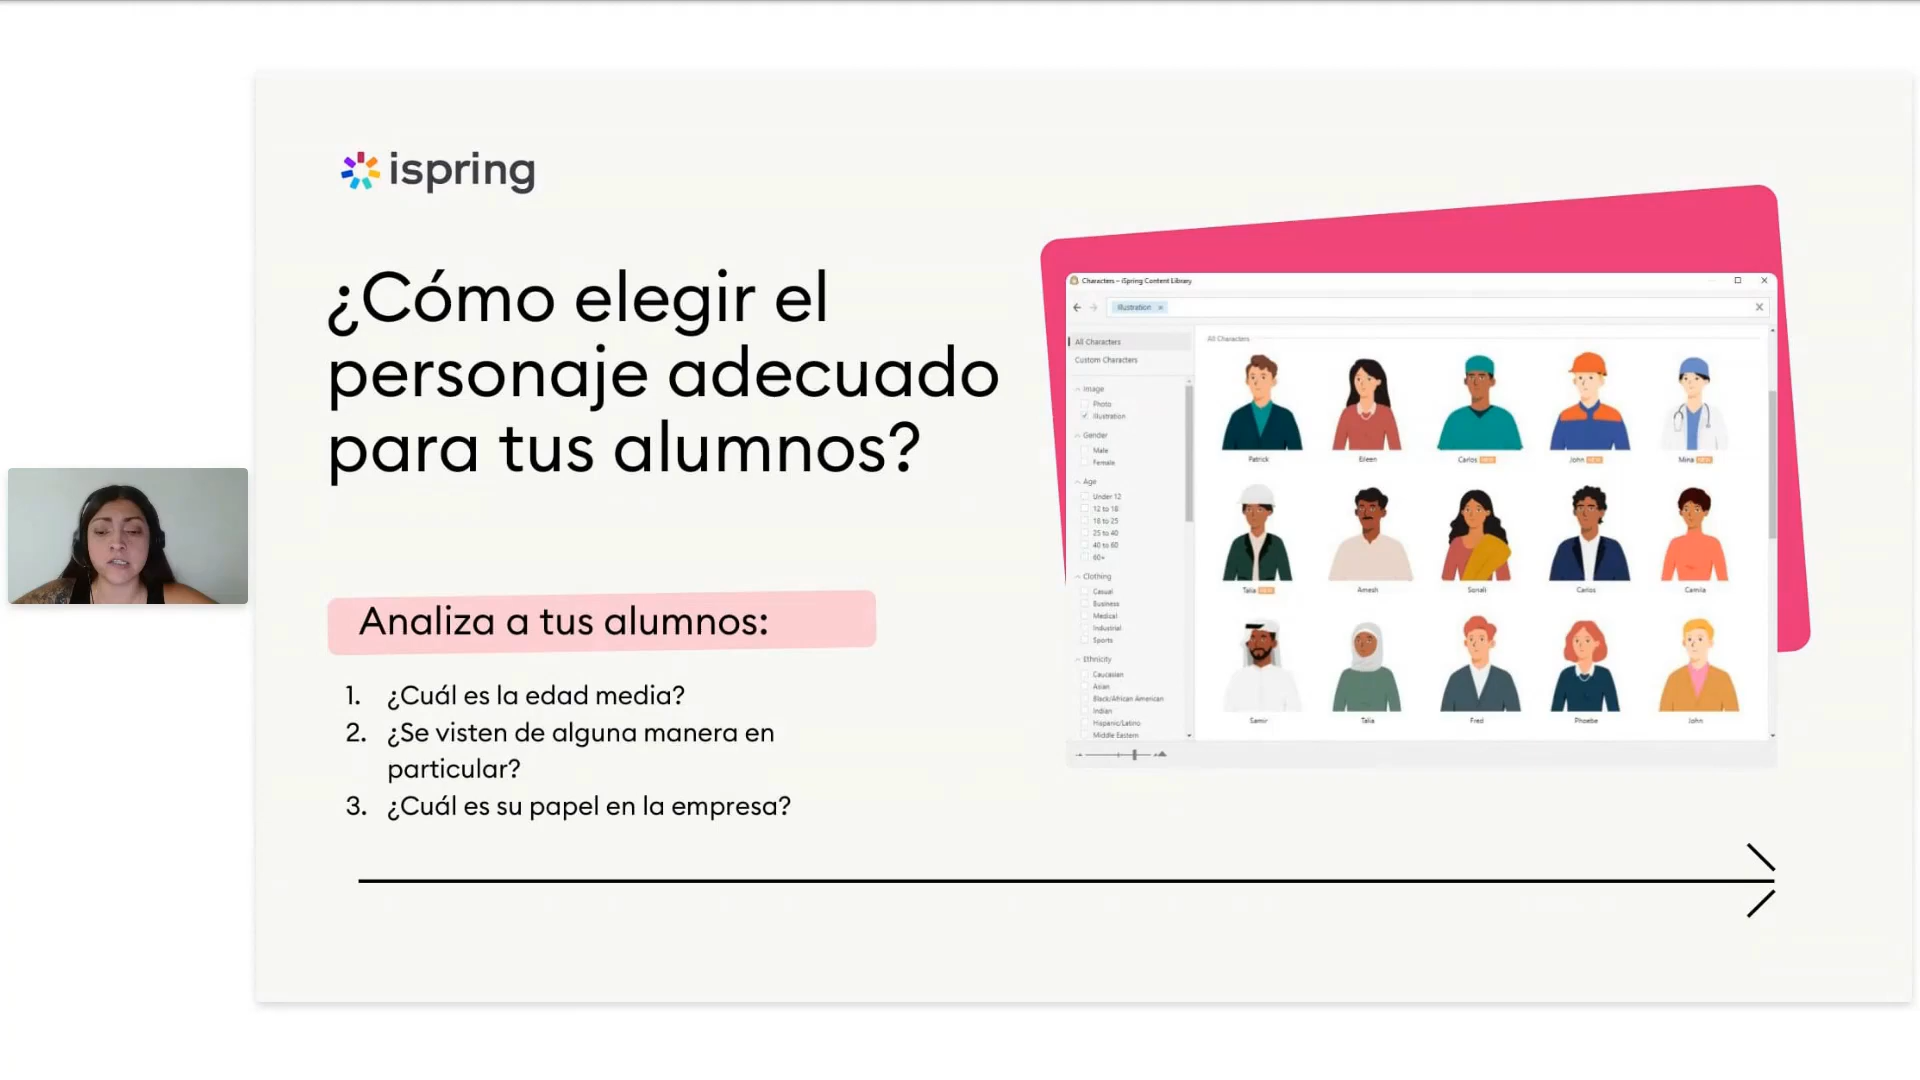 ispring
¿Cómo elegir el
personaje adecuado
para tus alumnos?
Analiza a tus alumnos:
1. ¿Cuál es la edad media?
2. ¿Se visten de alguna manera en
particular?
3. ¿Cuál es su papel en la empresa?
Characters – iSpring Content Library
Illustration
All Characters
Custom Characters
Image
Photo
Illustration
Gender
Male
Female
Age
Under 12
12 to 18
18 to 25
25 to 40
40 to 60
60+
Clothing
Casual
Business
Medical
Industrial
Sports
Ethnicity
Caucasian
Asian
Black/African American
Indian
Hispanic/Latino
Middle Eastern
All Characters
Patrick
Eileen
Carlos NEW
John NEW
Mina NEW
Talia NEW
Amesh
Sonali
Carlos
Camila
Samir
Talia
Fred
Phoebe
John